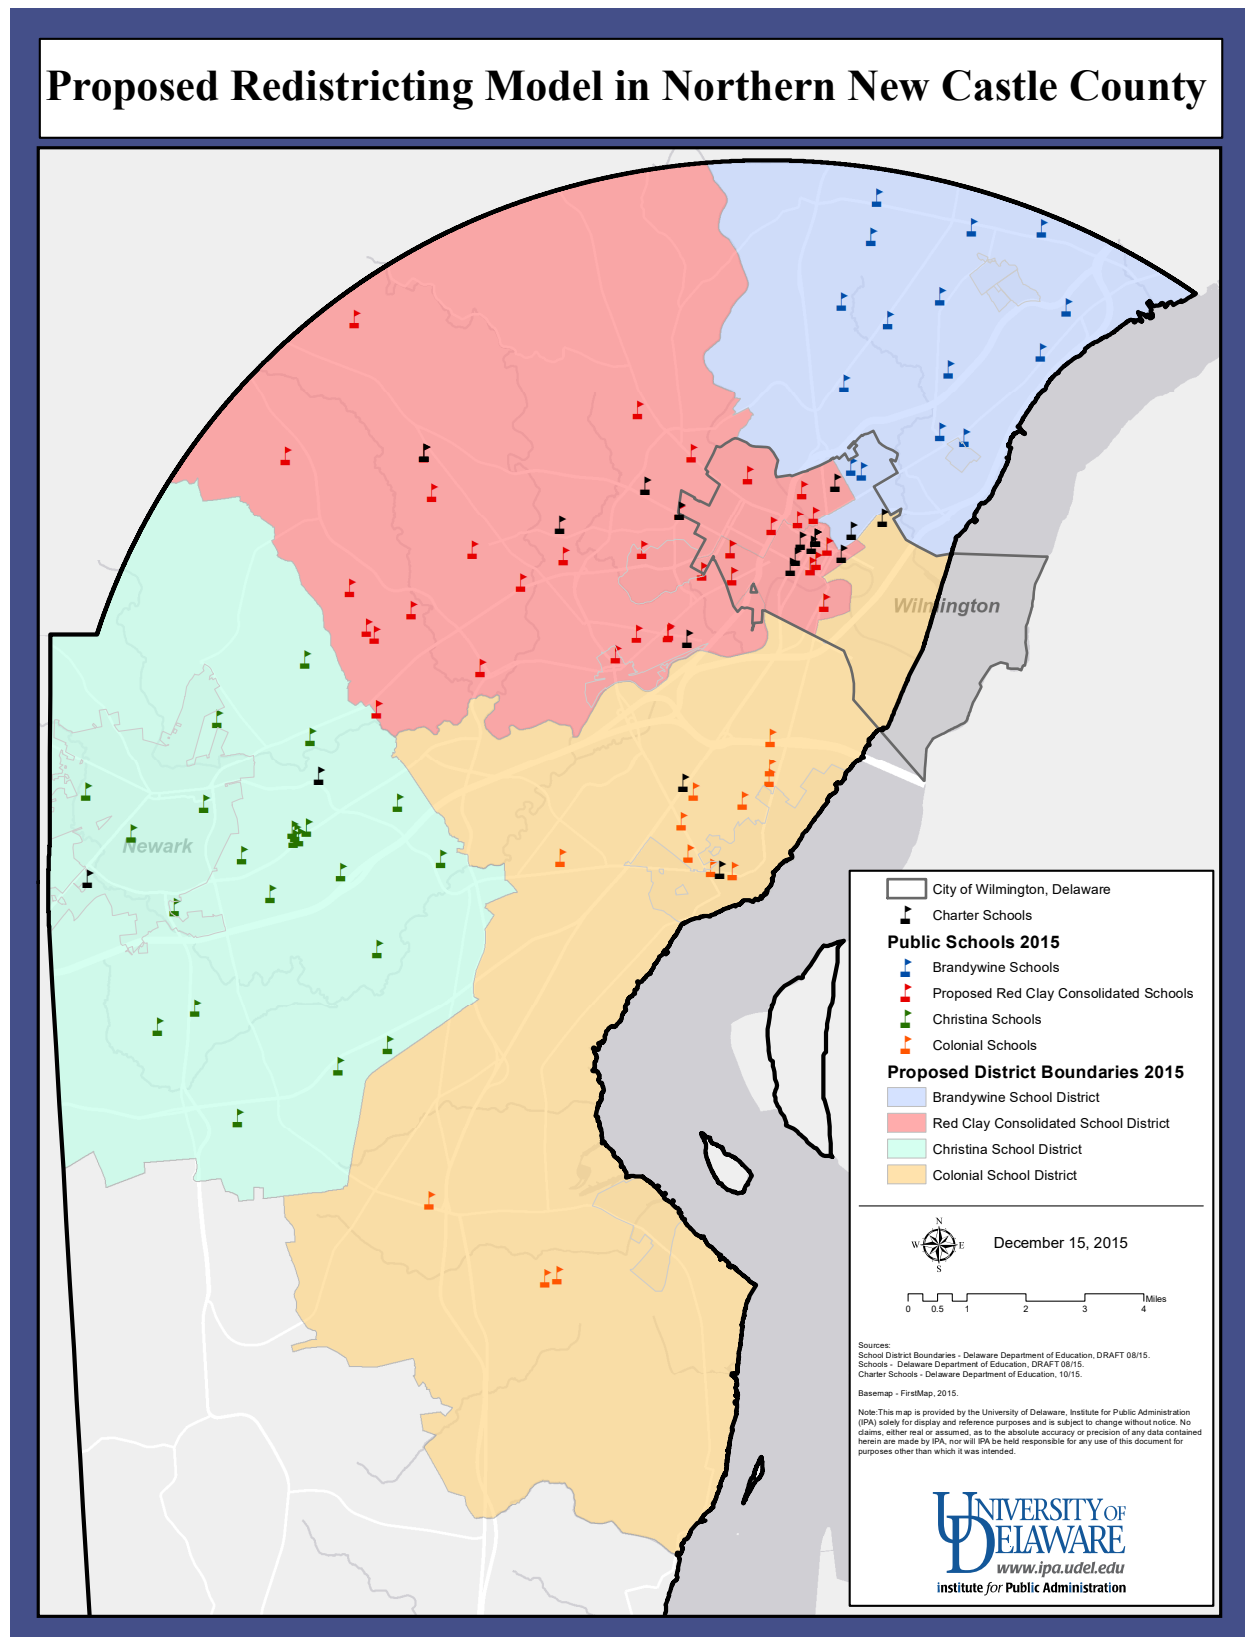 Proposed Redistricting Model in Northern New Castle County
Wilmington
Newark
City of Wilmington, Delaware
Charter Schools
Public Schools 2015
Brandywine Schools
Proposed Red Clay Consolidated Schools
Christina Schools
Colonial Schools
Proposed District Boundaries 2015
Brandywine School District
Red Clay Consolidated School District
Christina School District
Colonial School District
N
W E
S
December 15, 2015
Miles
0 0.5 1 2 3 4
Sources:
School District Boundaries - Delaware Department of Education, DRAFT 08/15.
Schools - Delaware Department of Education, DRAFT 08/15.
Charter Schools - Delaware Department of Education, 10/15.
Basemap - FirstMap, 2015.
Note:This map is provided by the University of Delaware, Institute for Public Administration
(IPA) solely for display and reference purposes and is subject to change without notice. No
claims, either real or assumed, as to the absolute accuracy or precision of any data contained
herein are made by IPA, nor will IPA be held responsible for any use of this document for
purposes other than which it was intended.
UNIVERSITY OF
DELAWARE
www.ipa.udel.edu
institute for Public Administration